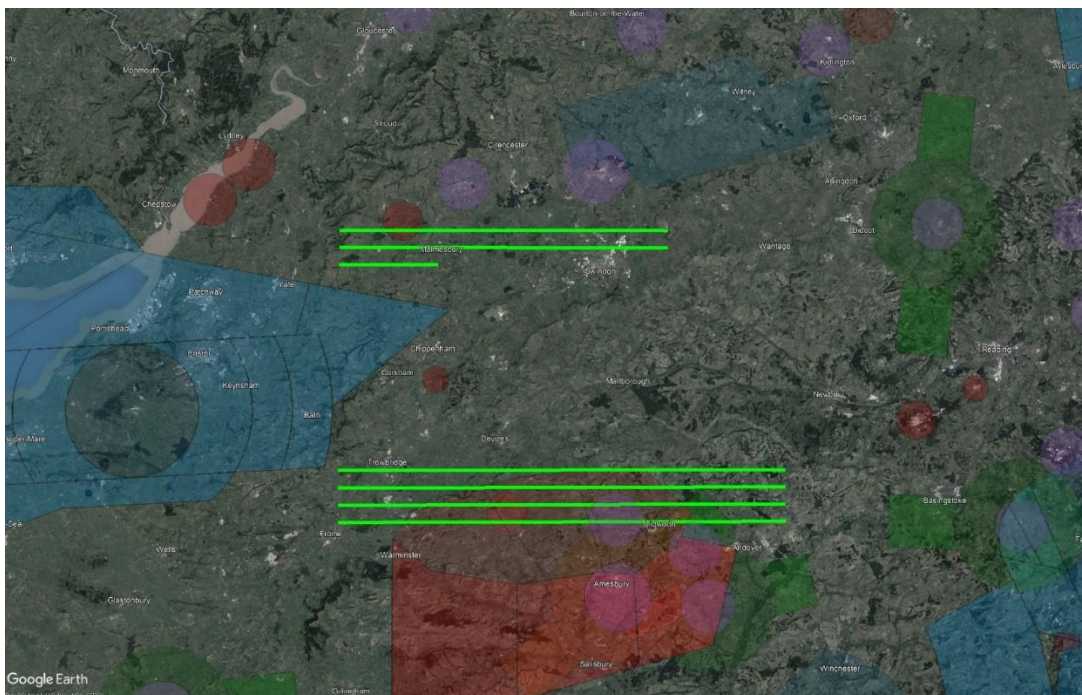 Bourton-on-the-Water
Gloucester
Monmouth
Kidlington
Witney
Stroud
Oxford
Lydney
Cirencester
Abingdon
Chepstow
Didcot
Malmesbury
Wantage
Swindon
Yate
Patchway
Portishead
Chippenham
Reading
Bristol
Corsham
Keynsham
Marlborough
Newbury
Bath
Devizes
Trowbridge
Basingstoke
Frome
Andover
Wells
Warminster
Amesbury
Glastonbury
Salisbury
Winchester
Google Earth
Gillingham